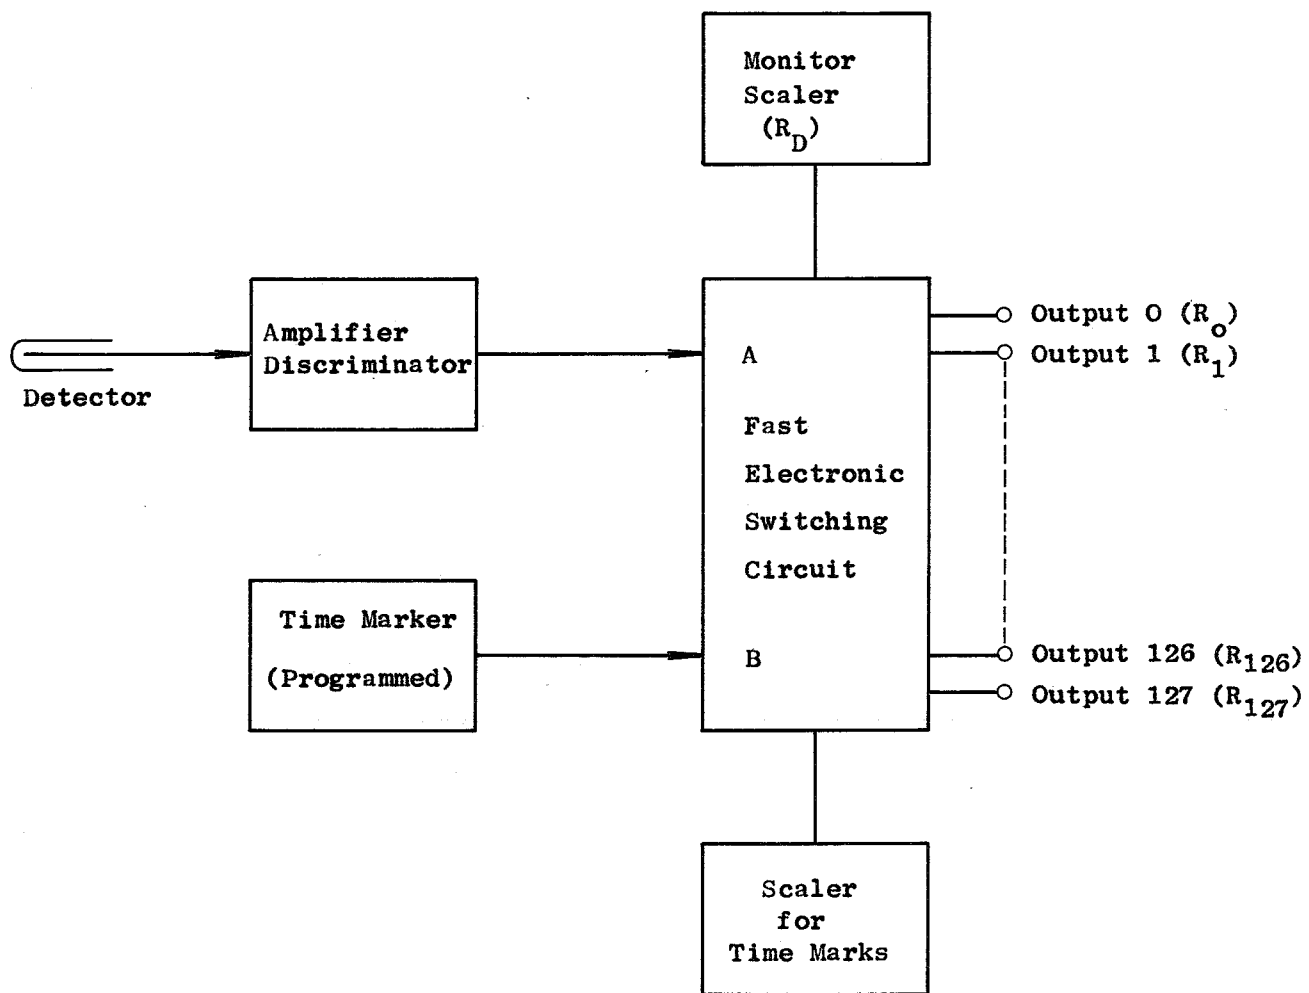 Monitor
Scaler
(R_D)
Detector
Amplifier
Discriminator
A
Fast
Electronic
Switching
Circuit
B
Time Marker
(Programmed)
Output 0 (R_o)
Output 1 (R_1)
Output 126 (R_126)
Output 127 (R_127)
Scaler
for
Time Marks